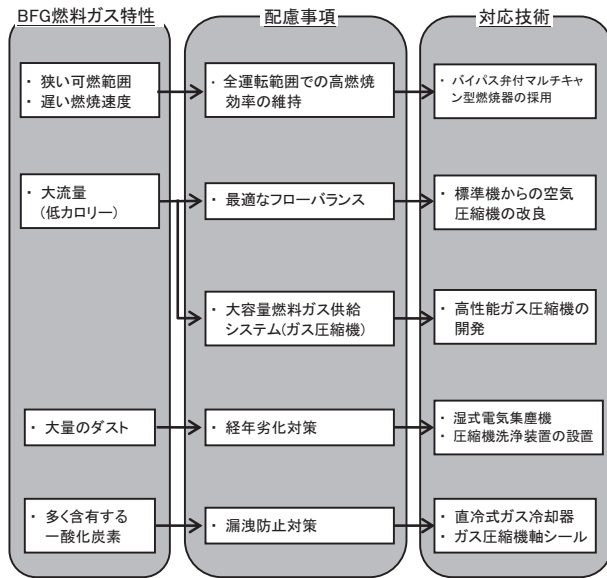 BFG燃料ガス特性
配慮事項
対応技術
・ 狭い可燃範囲
・ 遅い燃焼速度
・ 全運転範囲での高燃焼
効率の維持
・ バイパス弁付マルチキャ
ン型燃焼器の採用
・ 大流量
(低カロリー)
・ 最適なフローバランス
・ 標準機からの空気
圧縮機の改良
・ 大容量燃料ガス供給
システム(ガス圧縮機)
・ 高性能ガス圧縮機の
開発
・ 大量のダスト
・ 経年劣化対策
・ 湿式電気集塵機
・ 圧縮機洗浄装置の設置
・ 多く含有する
一酸化炭素
・ 漏洩防止対策
・ 直冷式ガス冷却器
・ ガス圧縮機軸シール